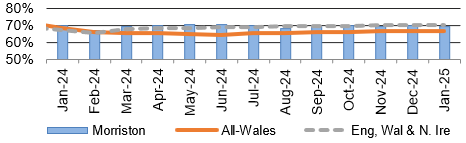 80%
70%
60%
50%
Jan-24 Feb-24 Mar-24 Apr-24 May-24 Jun-24 Jul-24 Aug-24 Sep-24 Oct-24 Nov-24 Dec-24 Jan-25
Morriston All-Wales Eng, Wal & N. Ire